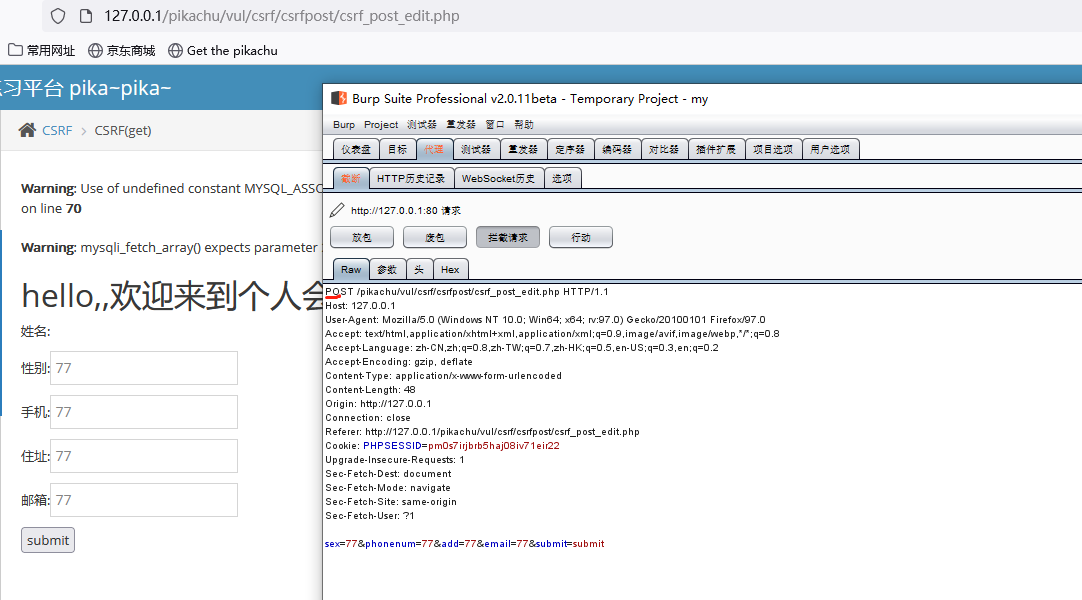 127.0.0.1/pikachu/vul/csrf/csrfpost/csrf_post_edit.php
常用网址 京东商城 Get the pikachu
习平台 pika~pika~
CSRF > CSRF(get)
Warning: Use of undefined constant MYSQL_ASSO
on line 70
Warning: mysqli_fetch_array() expects parameter
hello,,欢迎来到个人会
姓名:
性别: 77
手机: 77
住址: 77
邮箱: 77
submit
Burp Suite Professional v2.0.11beta - Temporary Project - my
Burp Project 测试器 重发器 窗口 帮助
仪表盘 目标 代理 测试器 重发器 定序器 编码器 对比器 插件扩展 项目选项 用户选项
截断 HTTP历史记录 WebSocket历史 选项
http://127.0.0.1:80 请求
放包 废包 拦截请求 行动
Raw 参数 头 Hex
POST /pikachu/vul/csrf/csrfpost/csrf_post_edit.php HTTP/1.1
Host: 127.0.0.1
User-Agent: Mozilla/5.0 (Windows NT 10.0; Win64; x64; rv:97.0) Gecko/20100101 Firefox/97.0
Accept: text/html,application/xhtml+xml,application/xml;q=0.9,image/avif,image/webp,*/*;q=0.8
Accept-Language: zh-CN,zh;q=0.8,zh-TW;q=0.7,zh-HK;q=0.5,en-US;q=0.3,en;q=0.2
Accept-Encoding: gzip, deflate
Content-Type: application/x-www-form-urlencoded
Content-Length: 48
Origin: http://127.0.0.1
Connection: close
Referer: http://127.0.0.1/pikachu/vul/csrf/csrfpost/csrf_post_edit.php
Cookie: PHPSESSID=pm0s7irjbrb5haj08iv71eir22
Upgrade-Insecure-Requests: 1
Sec-Fetch-Dest: document
Sec-Fetch-Mode: navigate
Sec-Fetch-Site: same-origin
Sec-Fetch-User: ?1
sex=77&phonenum=77&add=77&email=77&submit=submit